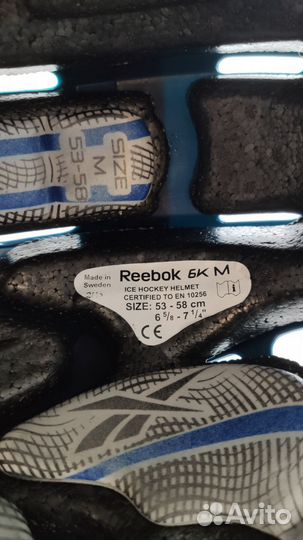 SIZE
M
53-58
Made in
Sweden
Reebok 6K M
ICE HOCKEY HELMET
CERTIFIED TO EN 10256
SIZE: 53 - 58 cm
6 5/8 - 7 1/4"
CE
Avito